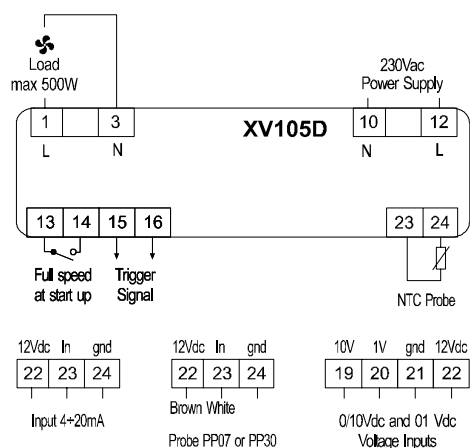 Load
max 500W
230Vac
Power Supply
1 3 XV105D 10 12
L N N L
13 14 15 16 23 24
Full speed
at start up
Trigger
Signal
NTC Probe
12Vdc In gnd
22 23 24
Input 4÷20mA
12Vdc In gnd
22 23 24
Brown White
Probe PP07 or PP30
10V 1V gnd 12Vdc
19 20 21 22
0/10Vdc and 01 Vdc
Voltage Inputs